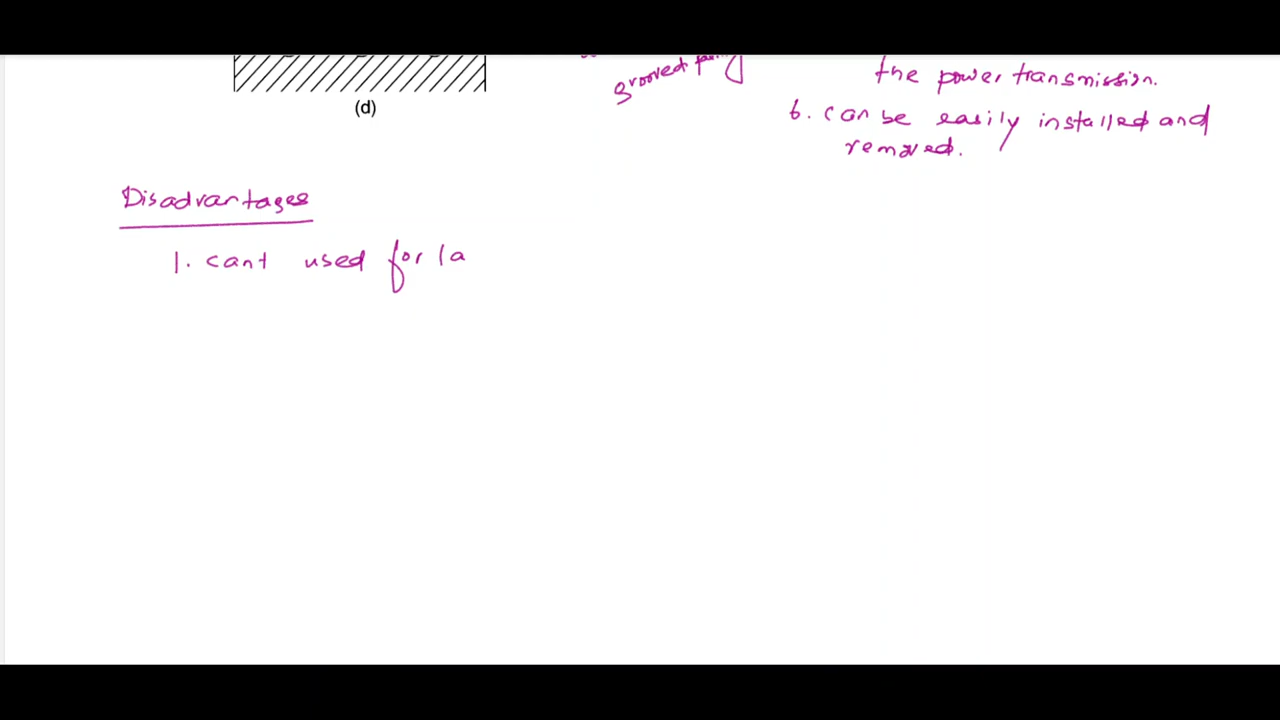 the power transmission.
grooved
(d)
6. can be easily installed and
removed.
Disadvantages
1. cant used for la